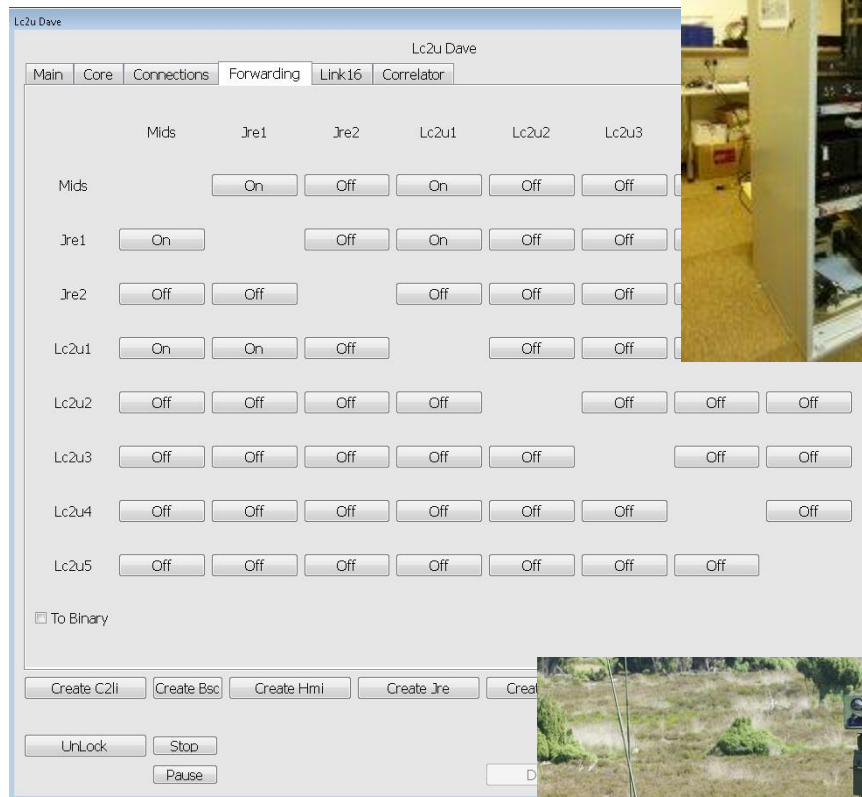 Lc2u Dave
Lc2u Dave
Main Core Connections Forwarding Link16 Correlator
Mids Jre1 Jre2 Lc2u1 Lc2u2 Lc2u3
Mids On Off On Off Off
Jre1 On Off On Off Off
Jre2 Off Off Off Off Off
Lc2u1 On On Off Off Off
Lc2u2 Off Off Off Off Off Off Off
Lc2u3 Off Off Off Off Off Off Off
Lc2u4 Off Off Off Off Off Off Off
Lc2u5 Off Off Off Off Off Off Off
To Binary
Create C2li Create Bsc Create Hmi Create Jre
UnLock Stop
Pause